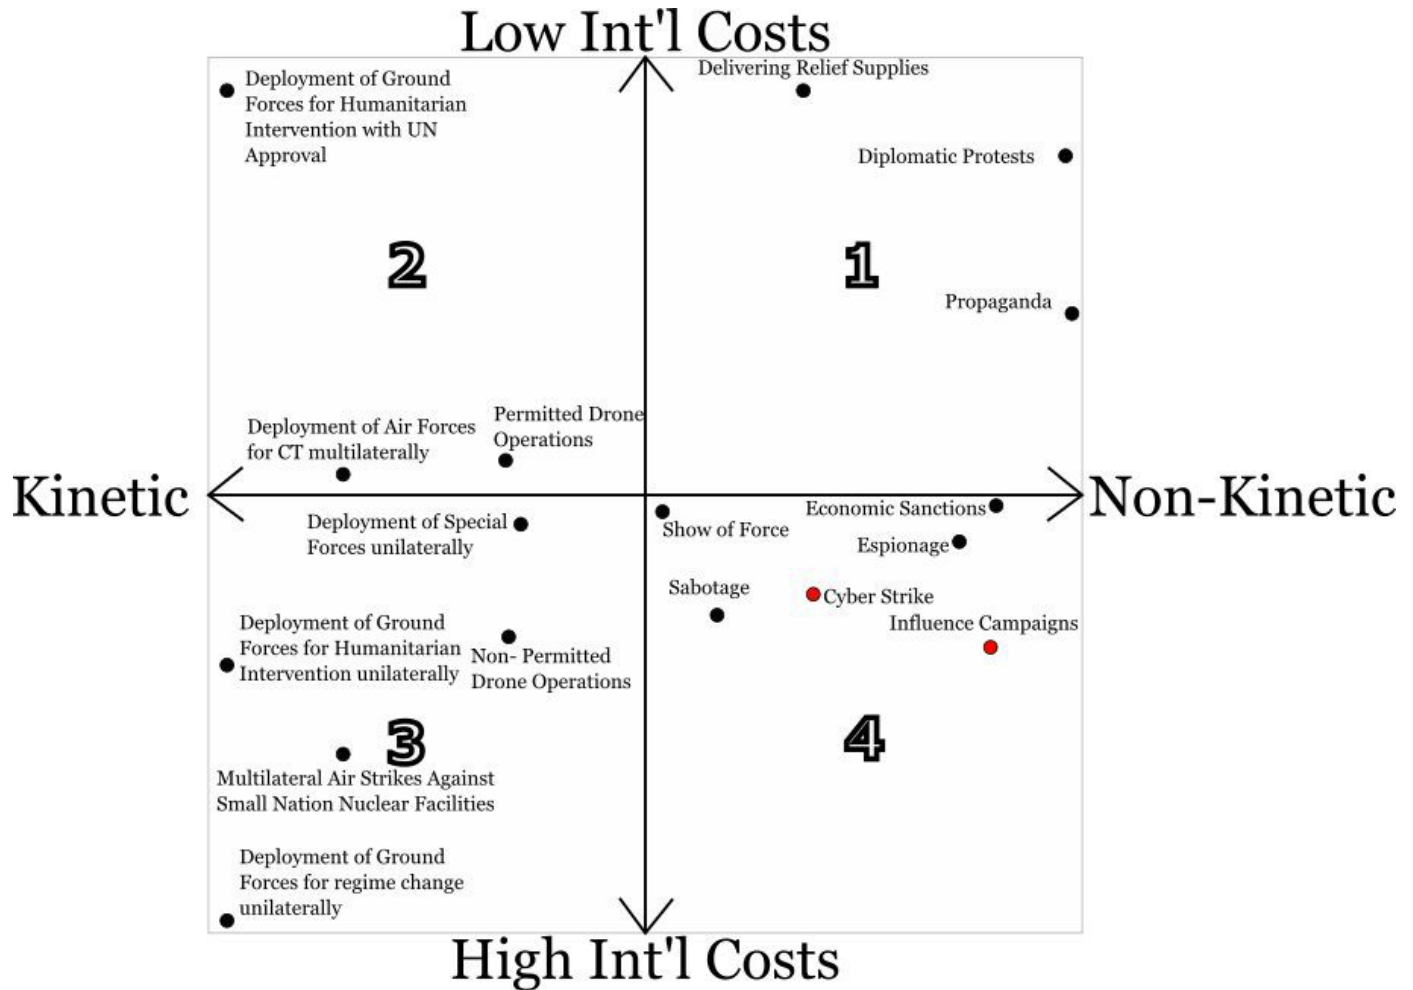 Low Int'l Costs
Delivering Relief Supplies
Deployment of Ground
Forces for Humanitarian
Intervention with UN
Approval
Diplomatic Protests
2
1
Propaganda
Deployment of Air Forces
for CT multilaterally
Permitted Drone
Operations
Kinetic
Non-Kinetic
Deployment of Special
Forces unilaterally
Show of Force
Economic Sanctions
Espionage
Sabotage
Cyber Strike
Influence Campaigns
Deployment of Ground
Forces for Humanitarian
Intervention unilaterally
Non- Permitted
Drone Operations
3
4
Multilateral Air Strikes Against
Small Nation Nuclear Facilities
Deployment of Ground
Forces for regime change
unilaterally
High Int'l Costs